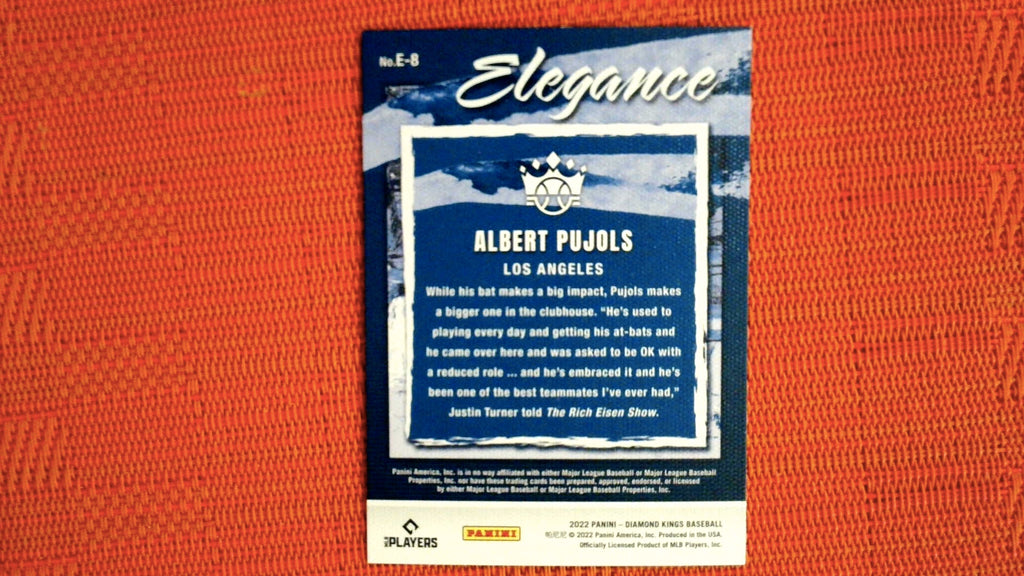 No.E-8
Elegance
ALBERT PUJOLS
LOS ANGELES
While his bat makes a big impact, Pujols makes
a bigger one in the clubhouse. “He’s used to
playing every day and getting his at-bats and
he came over here and was asked to be OK with
a reduced role ... and he’s embraced it and he’s
been one of the best teammates I’ve ever had,”
Justin Turner told The Rich Eisen Show.
Panini America, Inc. is in no way affiliated with either Major League Baseball or Major League Baseball
Properties, Inc. nor have these trading cards been prepared, approved, endorsed, or licensed
by either Major League Baseball or Major League Baseball Properties, Inc.
PLAYERS
PANINI
2022 PANINI – DIAMOND KINGS BASEBALL
帕尼尼 © 2022 Panini America, Inc. Produced in the USA.
Officially Licensed Product of MLB Players, Inc.